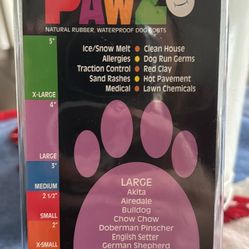 PAWZ
NATURAL RUBBER, WATERPROOF DOG BOOTS
Ice/Snow Melt • Clean House
Allergies • Dog Run Germs
Traction Control • Red Clay
Sand Rashes • Hot Pavement
Medical • Lawn Chemicals
5"
X-LARGE
4"
LARGE
3"
MEDIUM
2 1/2"
SMALL
2"
X-SMALL
LARGE
Akita
Airedale
Bulldog
Chow Chow
Doberman Pinscher
English Setter
German Shepherd